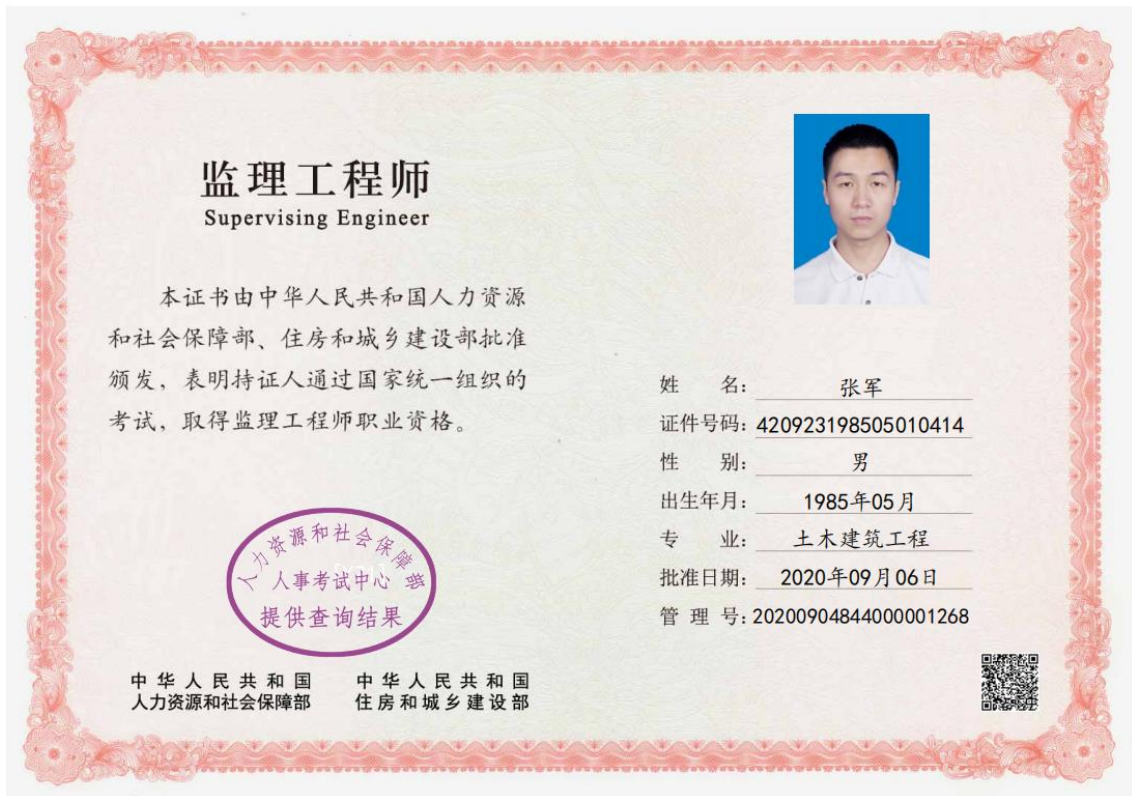 监理工程师
Supervising Engineer
本证书由中华人民共和国人力资源
和社会保障部、住房和城乡建设部批准
颁发，表明持证人通过国家统一组织的
考试，取得监理工程师职业资格。
人力资源和社会保障部
人事考试中心
提供查询结果
中华人民共和国
人力资源和社会保障部
中华人民共和国
住房和城乡建设部
姓 名：张军
证件号码：420923198505010414
性 别：男
出生年月：1985年05月
专 业：土木建筑工程
批准日期：2020年09月06日
管 理 号：20200904844000001268